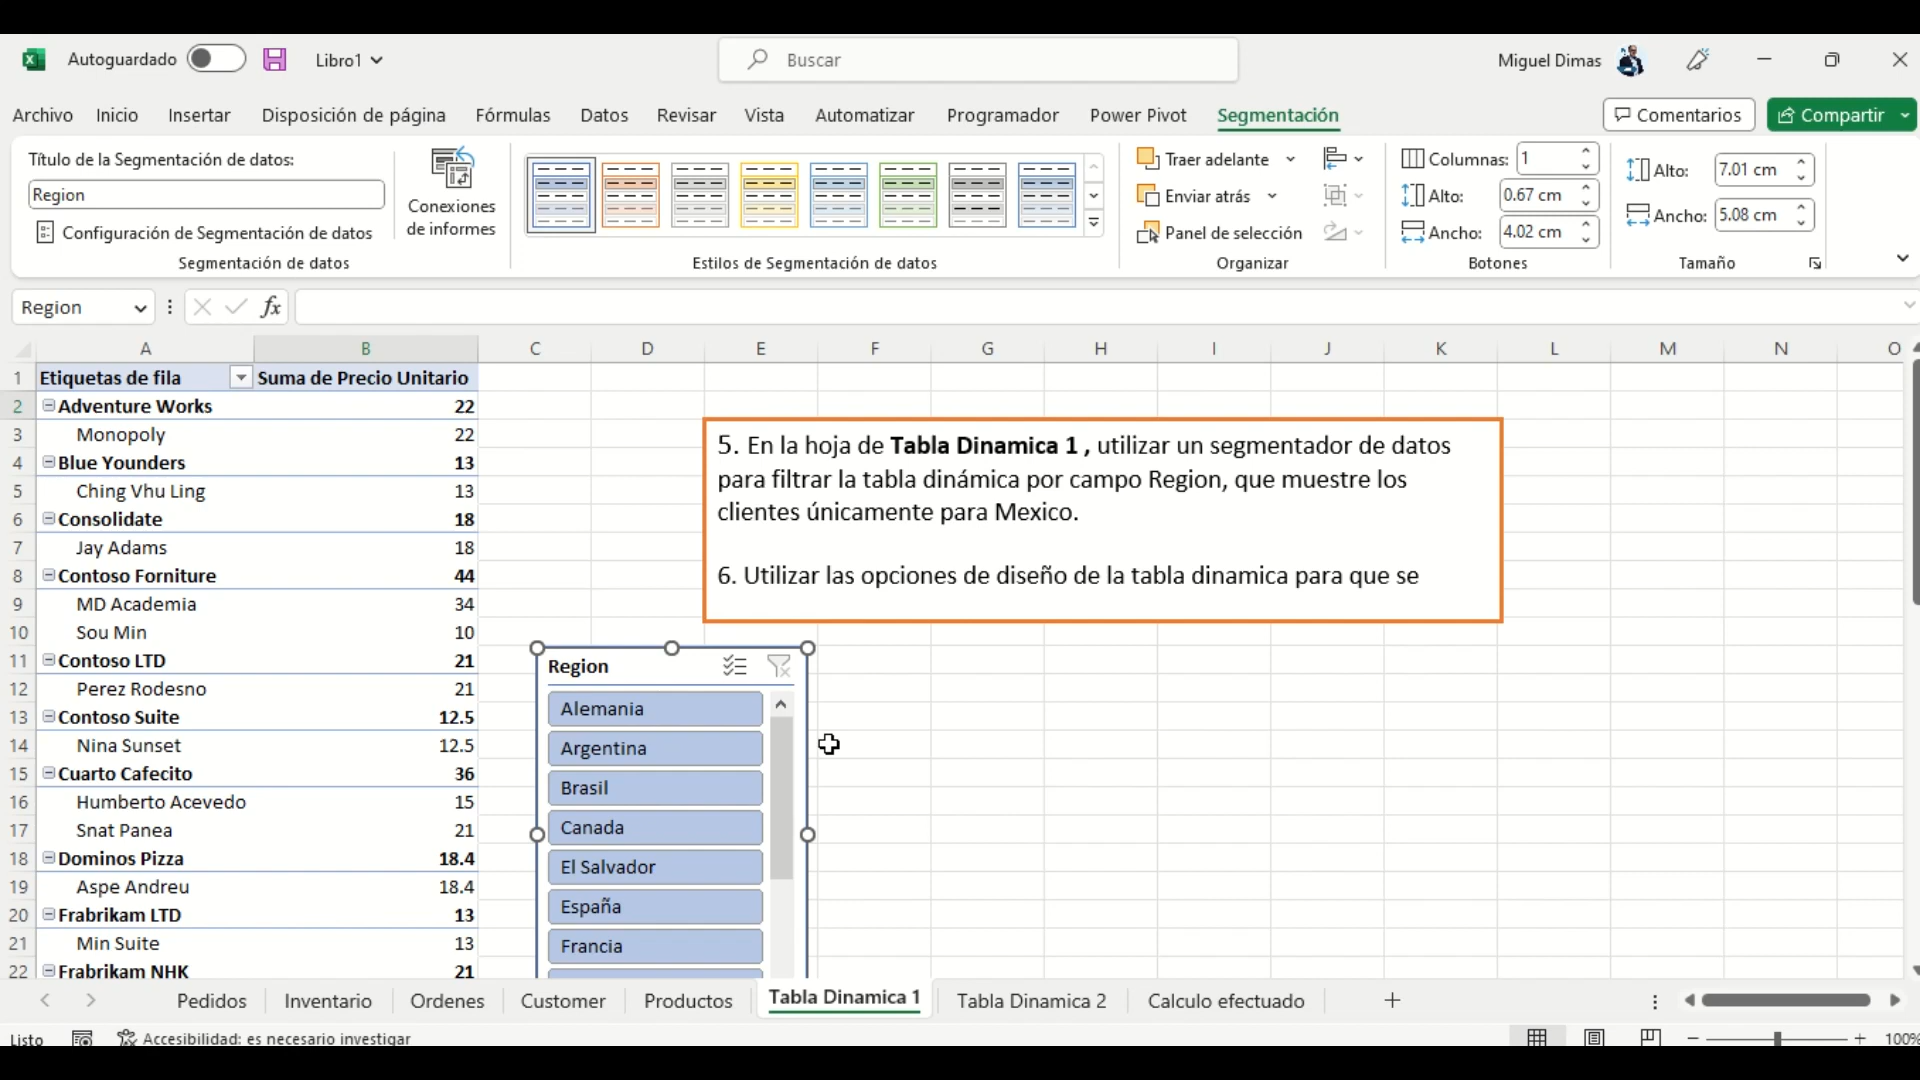 Autoguardado Libro1 Buscar Miguel Dimas
Archivo Inicio Insertar Disposición de página Fórmulas Datos Revisar Vista Automatizar Programador Power Pivot Segmentación Comentarios Compartir
Título de la Segmentación de datos:
Region
Configuración de Segmentación de datos
Segmentación de datos
Conexiones
de informes
Estilos de Segmentación de datos
Traer adelante
Enviar atrás
Panel de selección
Organizar
Columnas: 1
Alto: 0.67 cm
Ancho: 4.02 cm
Botones
Alto: 7.01 cm
Ancho: 5.08 cm
Tamaño
Region fx
A B C D E F G H I J K L M N O
1 Etiquetas de fila Suma de Precio Unitario
2 Adventure Works 22
3 Monopoly 22
4 Blue Younders 13
5 Ching Vhu Ling 13
6 Consolidate 18
7 Jay Adams 18
8 Contoso Forniture 44
9 MD Academia 34
10 Sou Min 10
11 Contoso LTD 21
12 Perez Rodesno 21
13 Contoso Suite 12.5
14 Nina Sunset 12.5
15 Cuarto Cafecito 36
16 Humberto Acevedo 15
17 Snat Panea 21
18 Dominos Pizza 18.4
19 Aspe Andreu 18.4
20 Frabrikam LTD 13
21 Min Suite 13
22 Frabrikam NHK 21
5. En la hoja de Tabla Dinamica 1 , utilizar un segmentador de datos
para filtrar la tabla dinámica por campo Region, que muestre los
clientes únicamente para Mexico.
6. Utilizar las opciones de diseño de la tabla dinamica para que se
Region
Alemania
Argentina
Brasil
Canada
El Salvador
España
Francia
Pedidos Inventario Ordenes Customer Productos Tabla Dinamica 1 Tabla Dinamica 2 Calculo efectuado
Listo Accesibilidad: es necesario investigar 100%